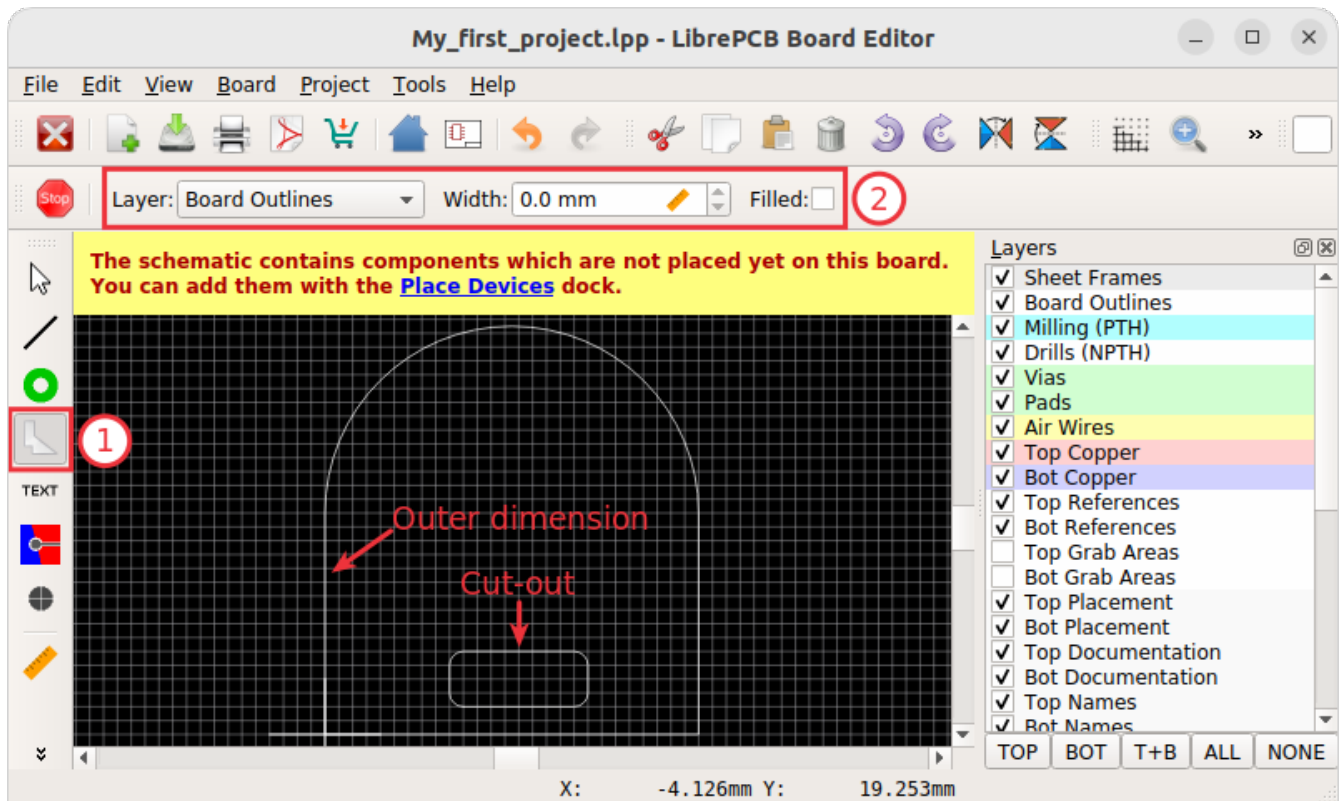 My_first_project.lpp - LibrePCB Board Editor
File Edit View Board Project Tools Help
»
Stop Layer: Board Outlines Width: 0.0 mm Filled: 2
The schematic contains components which are not placed yet on this board.
You can add them with the Place Devices dock.
1
TEXT
Outer dimension
Cut-out
Layers
Sheet Frames
Board Outlines
Milling (PTH)
Drills (NPTH)
Vias
Pads
Air Wires
Top Copper
Bot Copper
Top References
Bot References
Top Grab Areas
Bot Grab Areas
Top Placement
Bot Placement
Top Documentation
Bot Documentation
Top Names
Bot Names
TOP BOT T+B ALL NONE
X: -4.126mm Y: 19.253mm